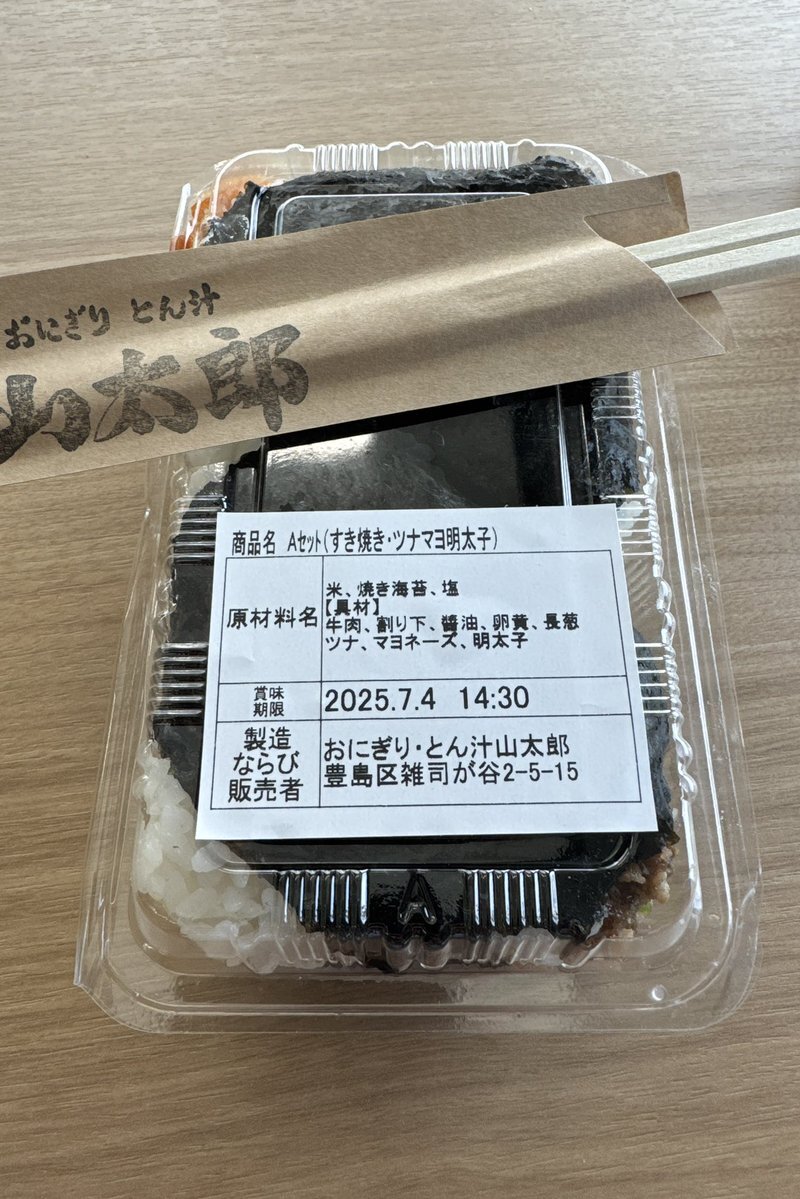 おにぎり とん汁
山太郎
商品名 Aセット(すき焼き・ツナマヨ明太子)
原材料名
米、焼き海苔、塩
【具材】
牛肉、割り下、醬油、卵黄、長葱
ツナ、マヨネーズ、明太子
賞味
期限
2025.7.4 14:30
製造
ならび
販売者
おにぎり・とん汁山太郎
豊島区雑司が谷2-5-15
A